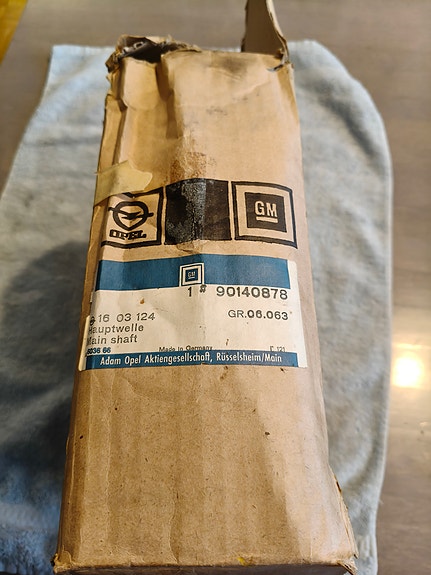 OPEL
GM
GM
1 # 90140878
16 03 124 GR.06.063
Hauptwelle
Main shaft
Made in Germany
Adam Opel Aktiengesellschaft, Rüsselsheim/Main